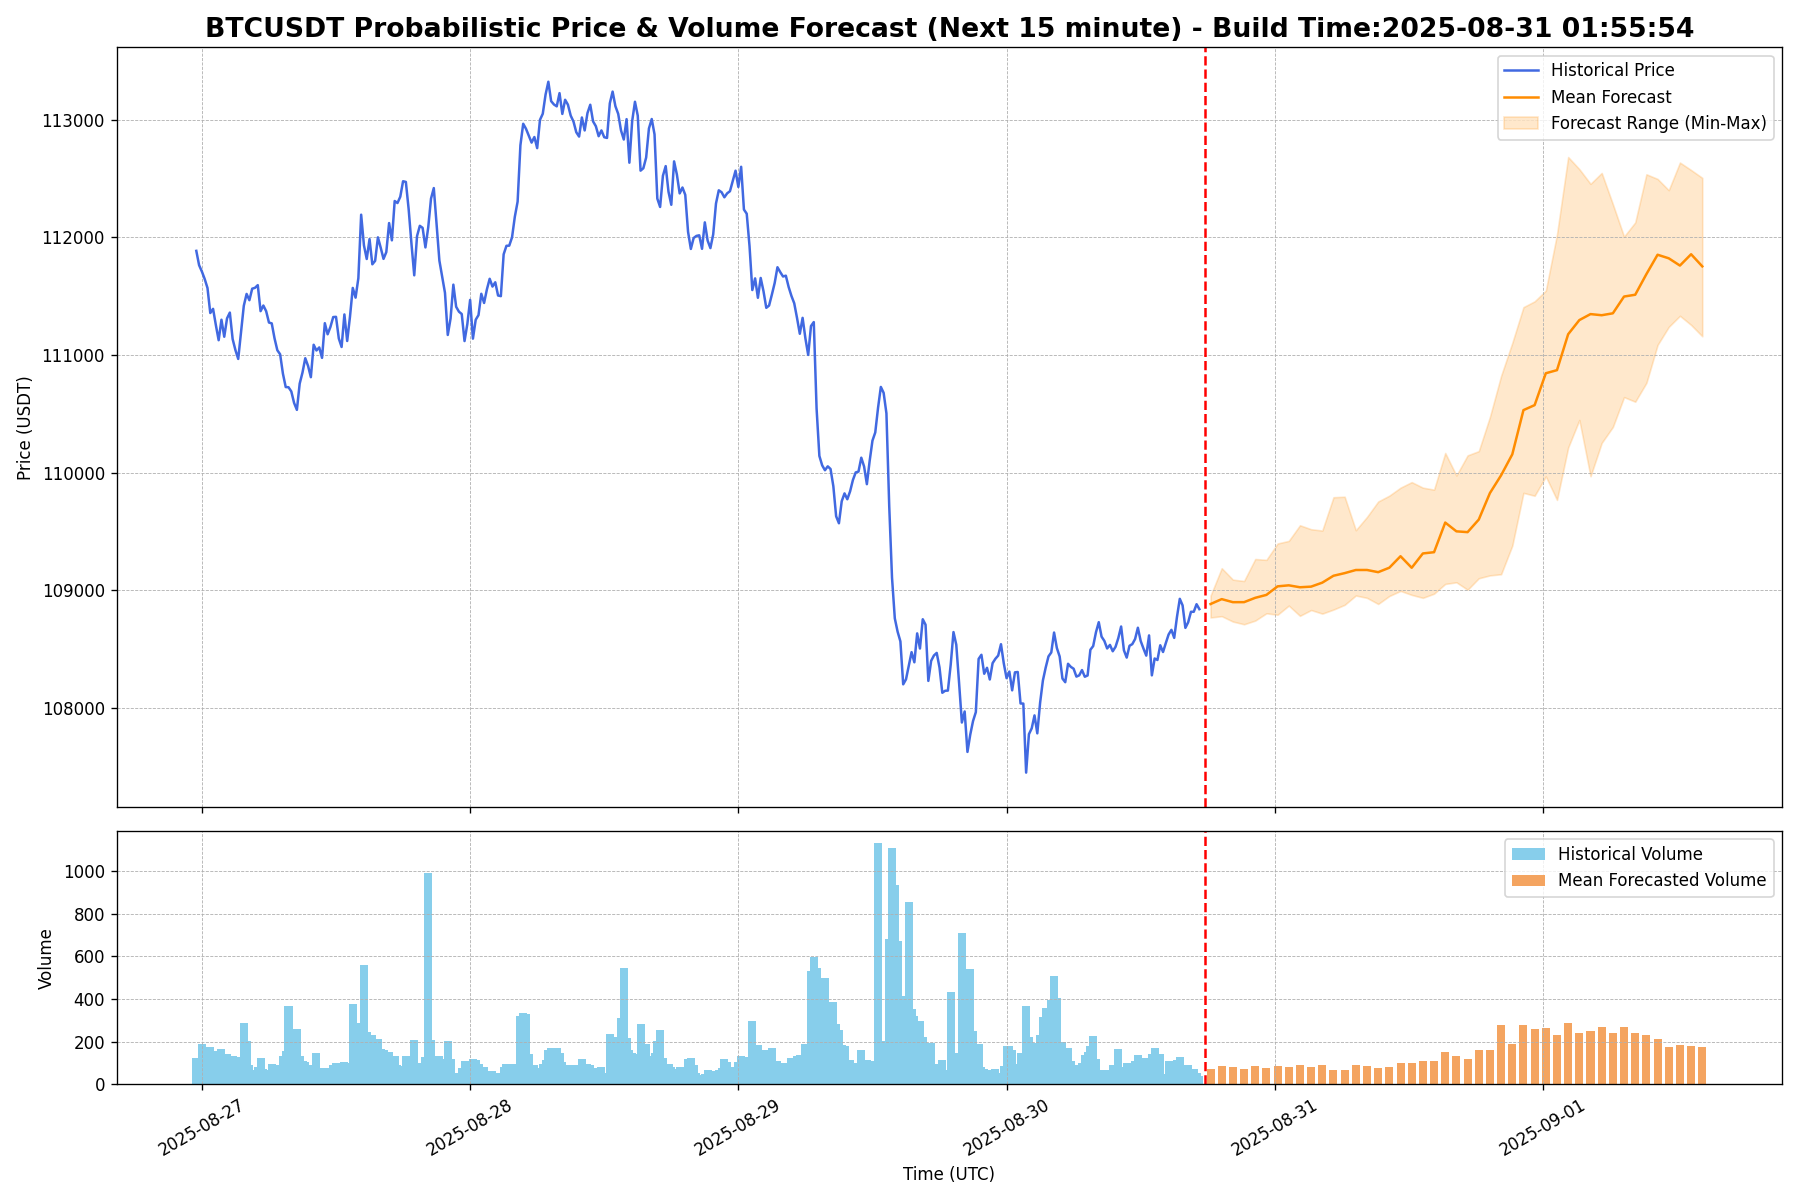 BTCUSDT Probabilistic Price & Volume Forecast (Next 15 minute) - Build Time:2025-08-31 01:55:54
Historical Price
Mean Forecast
Forecast Range (Min-Max)
113000
112000
111000
110000
109000
108000
Price (USDT)
Historical Volume
Mean Forecasted Volume
1000
800
600
400
200
0
Volume
2025-08-27
2025-08-28
2025-08-29
2025-08-30
2025-08-31
2025-09-01
Time (UTC)